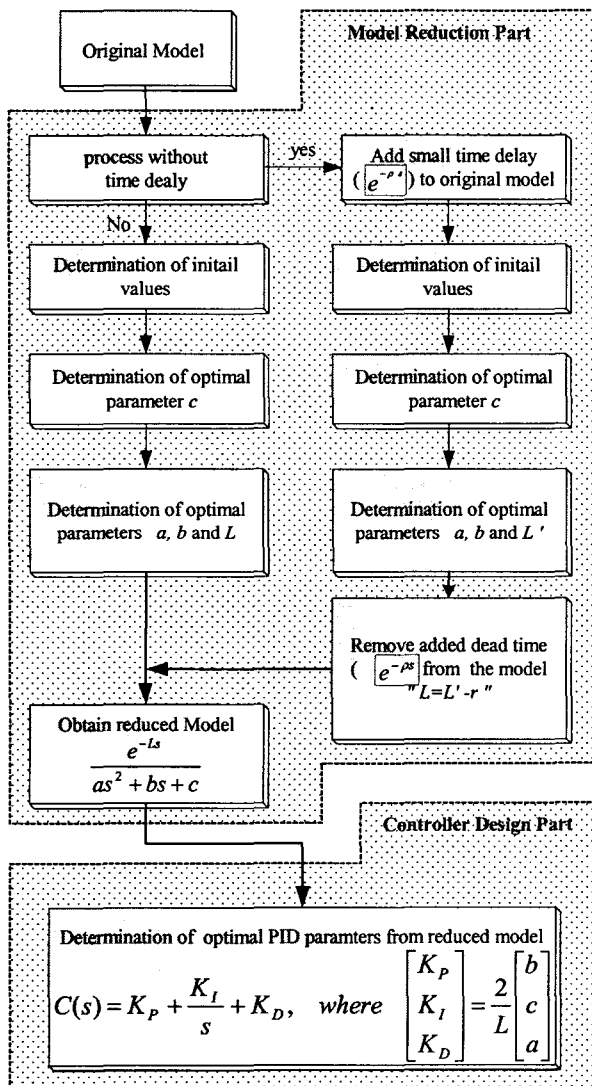 Original Model
Model Reduction Part
process without
time dealy
yes
No
Add small time delay
( e^{-ρ s} ) to original model
Determination of initail
values
Determination of initail
values
Determination of optimal
parameter c
Determination of optimal
parameter c
Determination of optimal
parameters a, b and L
Determination of optimal
parameters a, b and L '
Remove added dead time
( e^{-ρs} from the model
" L=L' -r "
Obtain reduced Model
e^{-Ls}
as^2 + bs + c
Controller Design Part
Determination of optimal PID paramters from reduced model
C(s) = K_P + K_I / s + K_D, where [K_P K_I K_D] = 2 / L [b c a]